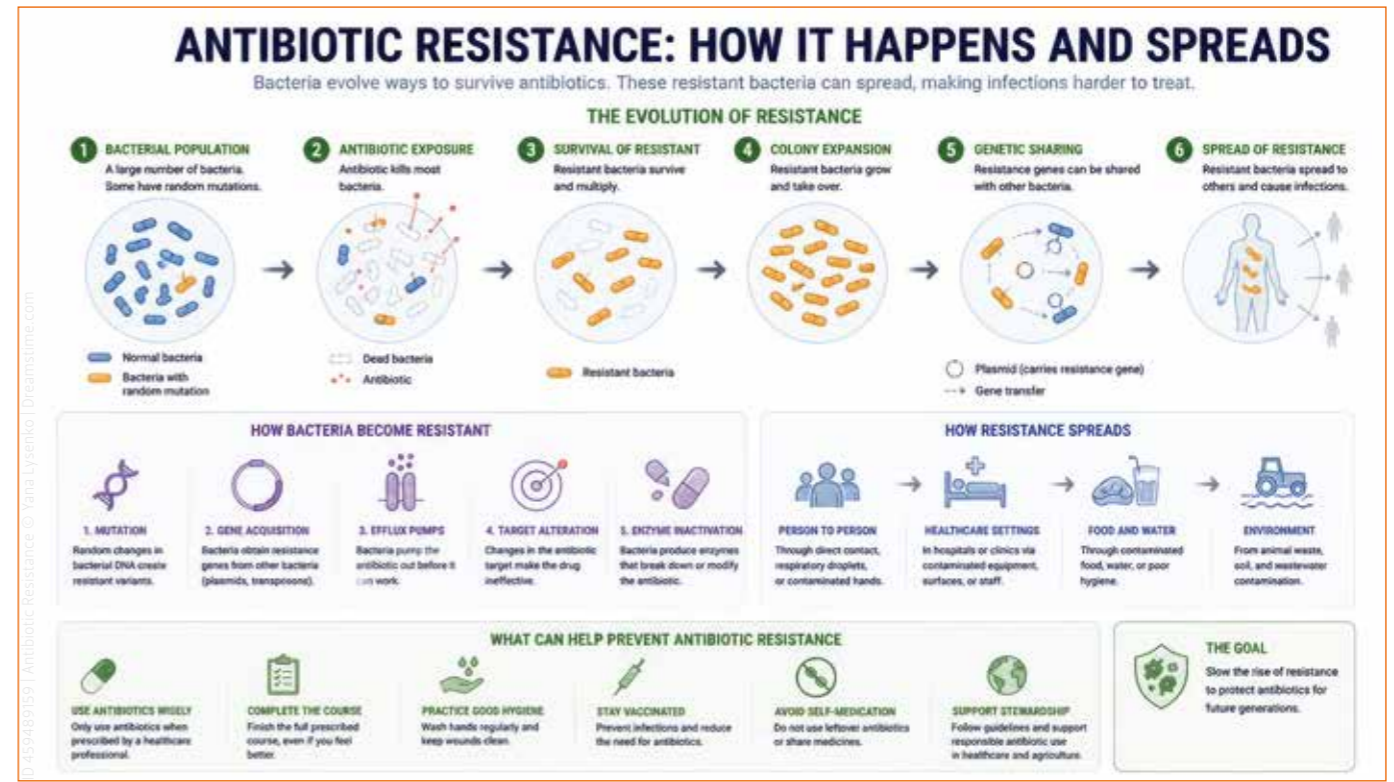 ANTIBIOTIC RESISTANCE: HOW IT HAPPENS AND SPREADS
Bacteria evolve ways to survive antibiotics. These resistant bacteria can spread, making infections harder to treat.
THE EVOLUTION OF RESISTANCE
1 BACTERIAL POPULATION
A large number of bacteria.
Some have random mutations.
2 ANTIBIOTIC EXPOSURE
Antibiotic kills most
bacteria.
3 SURVIVAL OF RESISTANT
Resistant bacteria survive
and multiply.
4 COLONY EXPANSION
Resistant bacteria grow
and take over.
5 GENETIC SHARING
Resistance genes can be shared
with other bacteria.
6 SPREAD OF RESISTANCE
Resistant bacteria spread to
others and cause infections.
Normal bacteria
Bacteria with
random mutation
Dead bacteria
Antibiotic
Resistant bacteria
Plasmid (carries resistance gene)
Gene transfer
HOW BACTERIA BECOME RESISTANT
1. MUTATION
Random changes in
bacterial DNA create
resistant variants.
2. GENE ACQUISITION
Bacteria obtain resistance
genes from other bacteria
(plasmids, transposons).
3. EFFLUX PUMPS
Bacteria pump the
antibiotic out before it
can work.
4. TARGET ALTERATION
Changes in the antibiotic
target make the drug
ineffective.
5. ENZYME INACTIVATION
Bacteria produce enzymes
that break down or modify
the antibiotic.
HOW RESISTANCE SPREADS
PERSON TO PERSON
Through direct contact,
respiratory droplets,
or contaminated hands.
HEALTHCARE SETTINGS
In hospitals or clinics via
contaminated equipment,
surfaces, or staff.
FOOD AND WATER
Through contaminated
food, water, or poor
hygiene.
ENVIRONMENT
From animal waste,
soil, and wastewater
contamination.
WHAT CAN HELP PREVENT ANTIBIOTIC RESISTANCE
USE ANTIBIOTICS WISELY
Only use antibiotics when
prescribed by a healthcare
professional.
COMPLETE THE COURSE
Finish the full prescribed
course, even if you feel
better.
PRACTICE GOOD HYGIENE
Wash hands regularly and
keep wounds clean.
STAY VACCINATED
Prevent infections and reduce
the need for antibiotics.
AVOID SELF-MEDICATION
Do not use leftover antibiotics
or share medicines.
SUPPORT STEWARDSHIP
Follow guidelines and support
responsible antibiotic use
in healthcare and agriculture.
THE GOAL
Slow the rise of resistance
to protect antibiotics for
future generations.
ID 459489159 | Antibiotic Resistance © Yana Lysenko | Dreamstime.com